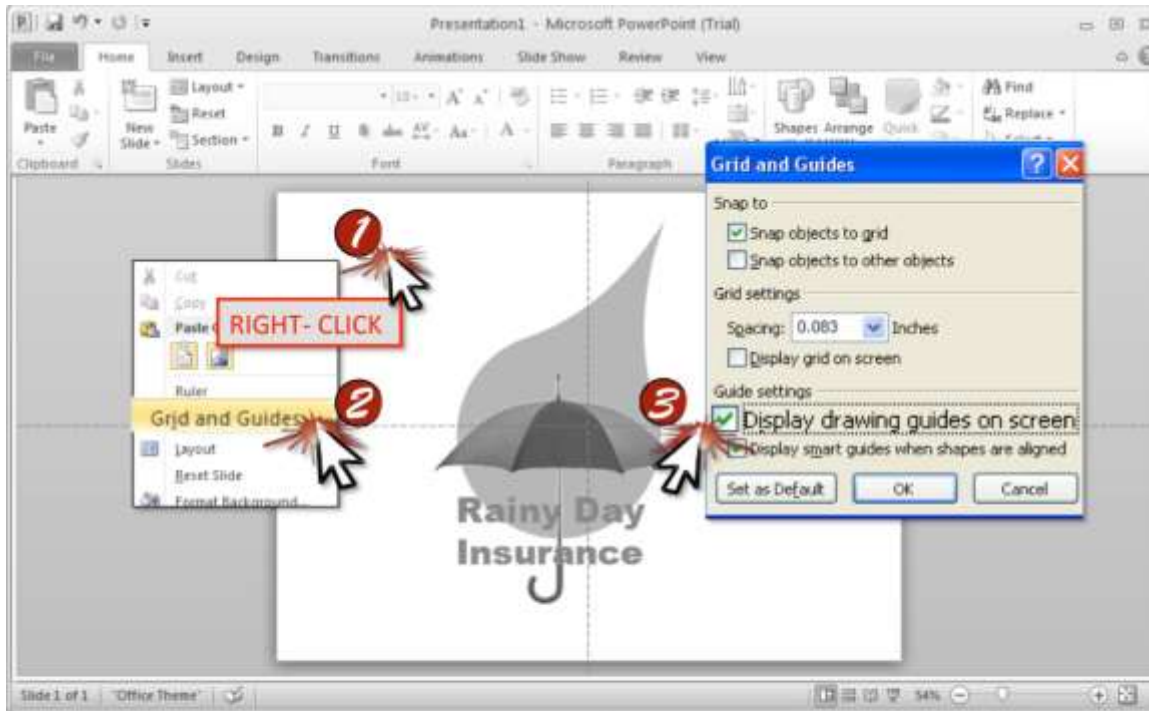 Presentation1 - Microsoft PowerPoint (Trial)
File Home Insert Design Transitions Animations Slide Show Review View
Paste
Clipboard
New Slide
Layout
Reset
Section
Slides
B I U S abc AV Aa A
Font
Paragraph
Shapes Arrange Quick
Find
Replace
Select
1
Cut
Copy
Paste
RIGHT- CLICK
Ruler
Grid and Guides
2
Layout
Reset Slide
Format Background...
Rainy Day
Insurance
3
Grid and Guides
Snap to
Snap objects to grid
Snap objects to other objects
Grid settings
Spacing: 0.083 Inches
Display grid on screen
Guide settings
Display drawing guides on screen
Display smart guides when shapes are aligned
Set as Default OK Cancel
Slide 1 of 1 "Office Theme" 54%